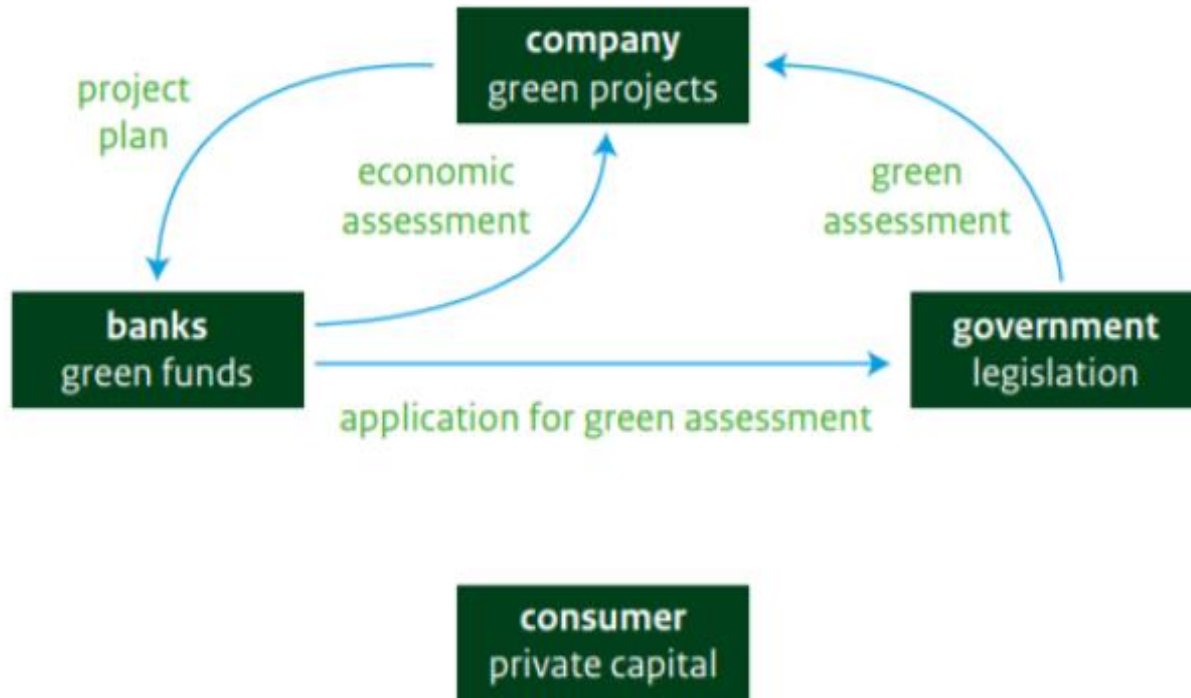 company
green projects
project
plan
economic
assessment
green
assessment
banks
green funds
government
legislation
application for green assessment
consumer
private capital